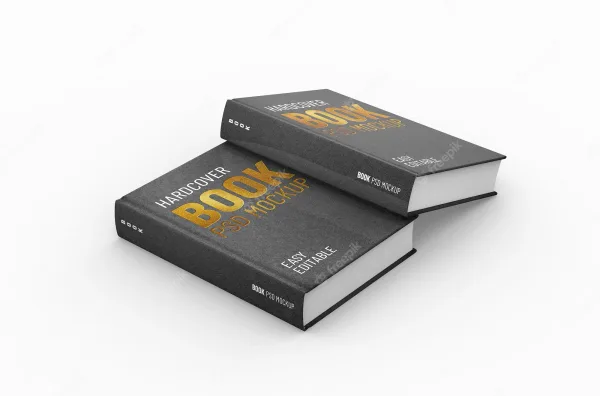 HARDCOVER
BOOK
PSD MOCKUP
EASY
EDITABLE
BOOK
BOOK PSD MOCKUP
HARDCOVER
BOOK
PSD MOCKUP
EASY
EDITABLE
BOOK
BOOK PSD MOCKUP
freepik